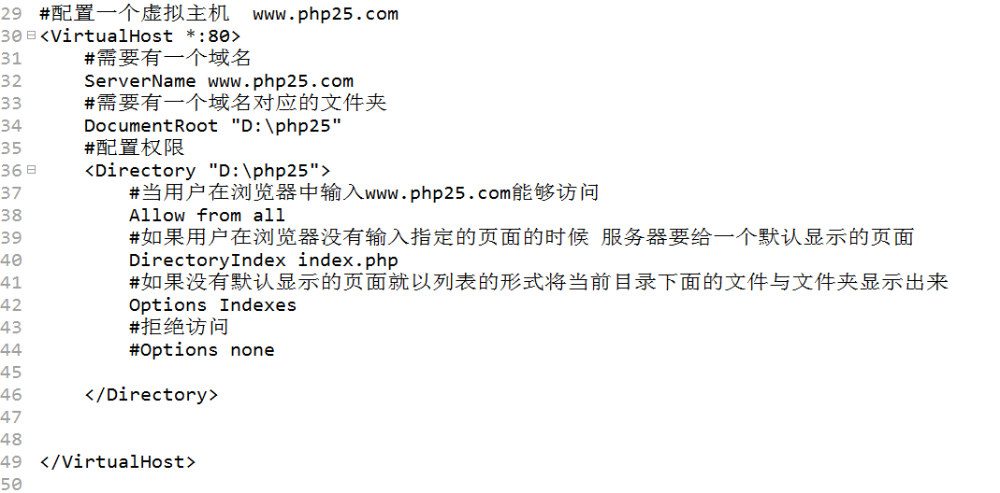 29 #配置一个虚拟主机  www.php25.com
30 <VirtualHost *:80>
31     #需要有一个域名
32     ServerName www.php25.com
33     #需要有一个域名对应的文件夹
34     DocumentRoot "D:\php25"
35     #配置权限
36     <Directory "D:\php25">
37         #当用户在浏览器中输入www.php25.com能够访问
38         Allow from all
39         #如果用户在浏览器没有输入指定的页面的时候 服务器要给一个默认显示的页面
40         DirectoryIndex index.php
41         #如果没有默认显示的页面就以列表的形式将当前目录下面的文件与文件夹显示出来
42         Options Indexes
43         #拒绝访问
44         #Options none
45
46     </Directory>
47
48
49 </VirtualHost>
50